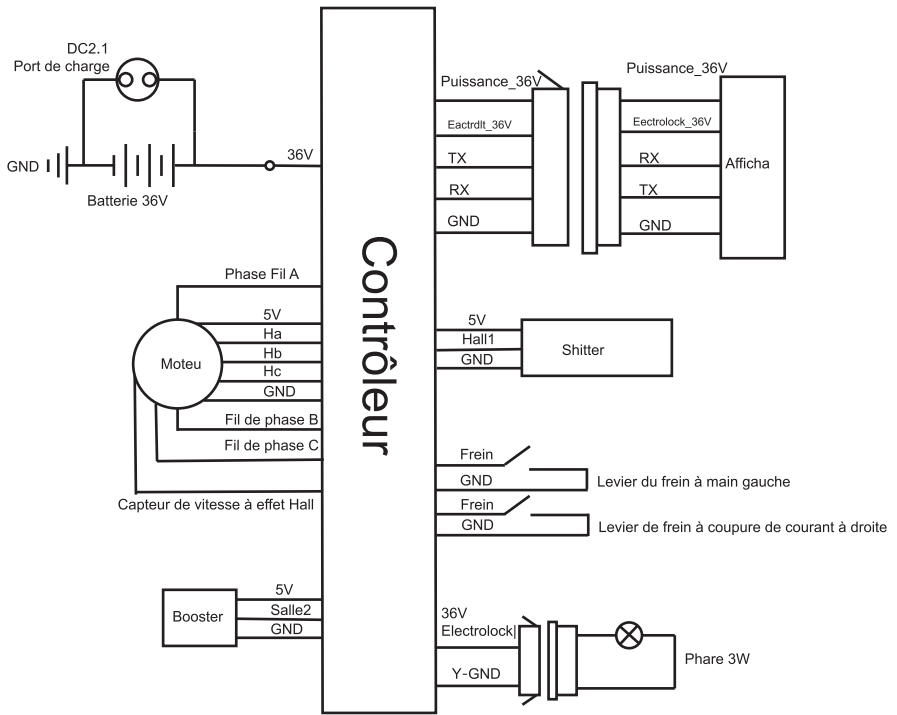 DC2.1
Port de charge
GND
36V
Batterie 36V
Phase Fil A
5V
Ha
Hb
Hc
GND
Moteu
Fil de phase B
Fil de phase C
Capteur de vitesse à effet Hall
5V
Salle2
GND
Booster
Contrôleur
Puissance_36V
Eactrdlt_36V
TX
RX
GND
Puissance_36V
Eectrolock_36V
RX
TX
GND
Afficha
5V
Hall1
GND
Shitter
Frein
GND
Levier du frein à main gauche
Frein
GND
Levier de frein à coupure de courant à droite
36V
Electrolock|
Y-GND
Phare 3W